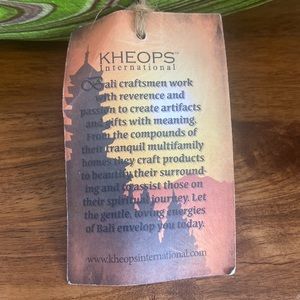 KHEOPS™
international
Bali craftsmen work
with reverence and
passion to create artifacts
and gifts with meaning.
From the compounds of
their tranquil multifamily
homes they craft products
to beautify their surround-
ing and to assist those on
their spiritual journey. Let
the gentle, loving energies
of Bali envelop you today.
www.kheopsinternational.com